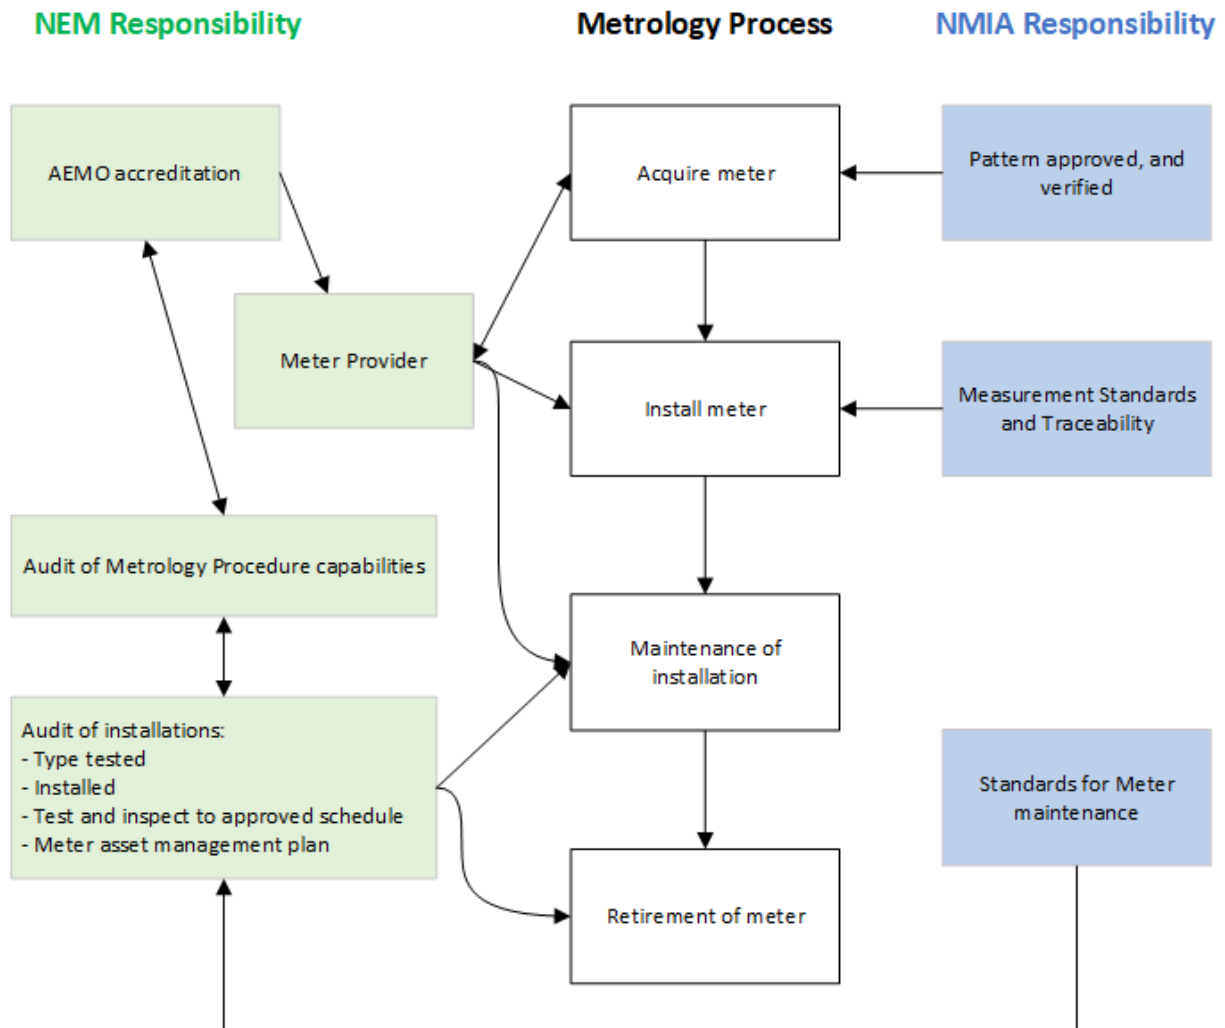 NEM Responsibility
Metrology Process
NMIA Responsibility
AEMO accreditation
Acquire meter
Pattern approved, and
verified
Meter Provider
Install meter
Measurement Standards
and Traceability
Audit of Metrology Procedure capabilities
Maintenance of
installation
Audit of installations:
- Type tested
- Installed
- Test and inspect to approved schedule
- Meter asset management plan
Standards for Meter
maintenance
Retirement of meter